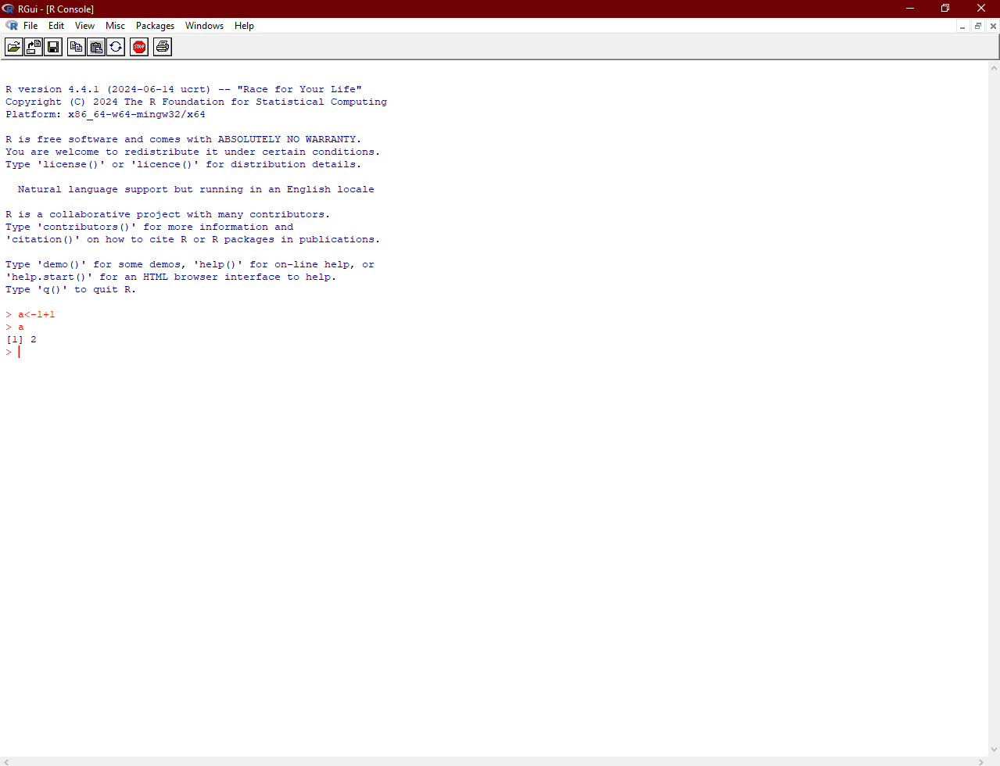 RGui - [R Console]
File Edit View Misc Packages Windows Help
STOP
R version 4.4.1 (2024-06-14 ucrt) -- "Race for Your Life"
Copyright (C) 2024 The R Foundation for Statistical Computing
Platform: x86_64-w64-mingw32/x64
R is free software and comes with ABSOLUTELY NO WARRANTY.
You are welcome to redistribute it under certain conditions.
Type 'license()' or 'licence()' for distribution details.
Natural language support but running in an English locale
R is a collaborative project with many contributors.
Type 'contributors()' for more information and
'citation()' on how to cite R or R packages in publications.
Type 'demo()' for some demos, 'help()' for on-line help, or
'help.start()' for an HTML browser interface to help.
Type 'q()' to quit R.
> a<-1+1
> a
[1] 2
>